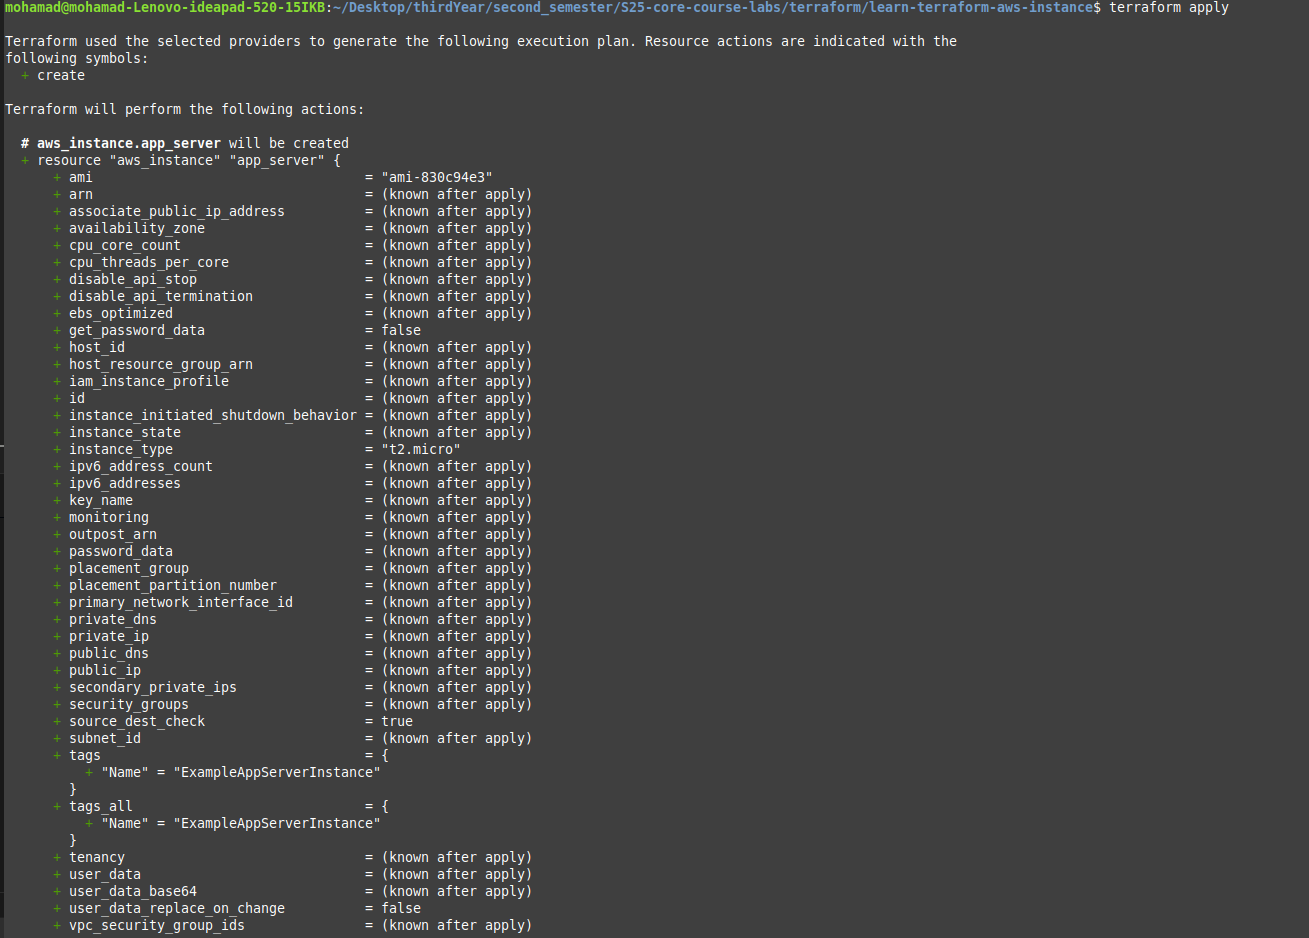 mohamad@mohamad-Lenovo-ideapad-520-15IKB:~/Desktop/thirdYear/second_semester/S25-core-course-labs/terraform/learn-terraform-aws-instance$ terraform apply
Terraform used the selected providers to generate the following execution plan. Resource actions are indicated with the
following symbols:
  + create
Terraform will perform the following actions:
  # aws_instance.app_server will be created
  + resource "aws_instance" "app_server" {
      + ami                                  = "ami-830c94e3"
      + arn                                  = (known after apply)
      + associate_public_ip_address          = (known after apply)
      + availability_zone                    = (known after apply)
      + cpu_core_count                       = (known after apply)
      + cpu_threads_per_core                 = (known after apply)
      + disable_api_stop                     = (known after apply)
      + disable_api_termination              = (known after apply)
      + ebs_optimized                        = (known after apply)
      + get_password_data                    = false
      + host_id                              = (known after apply)
      + host_resource_group_arn              = (known after apply)
      + iam_instance_profile                 = (known after apply)
      + id                                   = (known after apply)
      + instance_initiated_shutdown_behavior = (known after apply)
      + instance_state                       = (known after apply)
      + instance_type                        = "t2.micro"
      + ipv6_address_count                   = (known after apply)
      + ipv6_addresses                       = (known after apply)
      + key_name                             = (known after apply)
      + monitoring                           = (known after apply)
      + outpost_arn                          = (known after apply)
      + password_data                        = (known after apply)
      + placement_group                      = (known after apply)
      + placement_partition_number           = (known after apply)
      + primary_network_interface_id         = (known after apply)
      + private_dns                          = (known after apply)
      + private_ip                           = (known after apply)
      + public_dns                           = (known after apply)
      + public_ip                            = (known after apply)
      + secondary_private_ips                = (known after apply)
      + security_groups                      = (known after apply)
      + source_dest_check                    = true
      + subnet_id                            = (known after apply)
      + tags                                 = {
          + "Name" = "ExampleAppServerInstance"
        }
      + tags_all                             = {
          + "Name" = "ExampleAppServerInstance"
        }
      + tenancy                              = (known after apply)
      + user_data                            = (known after apply)
      + user_data_base64                     = (known after apply)
      + user_data_replace_on_change          = false
      + vpc_security_group_ids               = (known after apply)